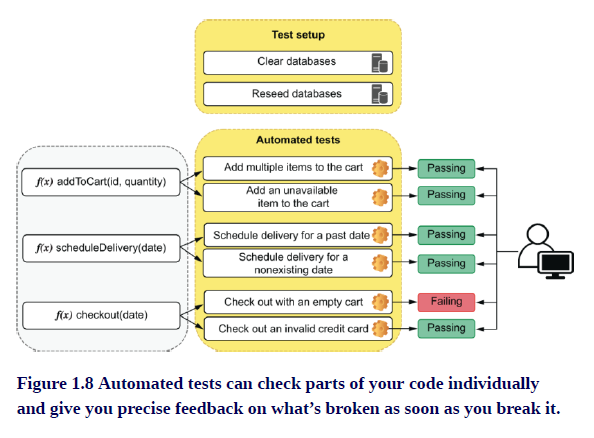 Test setup
Clear databases
Reseed databases
Automated tests
f(x) addToCart(id, quantity)
Add multiple items to the cart
Passing
Add an unavailable
item to the cart
Passing
f(x) scheduleDelivery(date)
Schedule delivery for a past date
Passing
Schedule delivery for a
nonexisting date
Passing
f(x) checkout(date)
Check out with an empty cart
Failing
Check out an invalid credit card
Passing
Figure 1.8 Automated tests can check parts of your code individually
and give you precise feedback on what’s broken as soon as you break it.